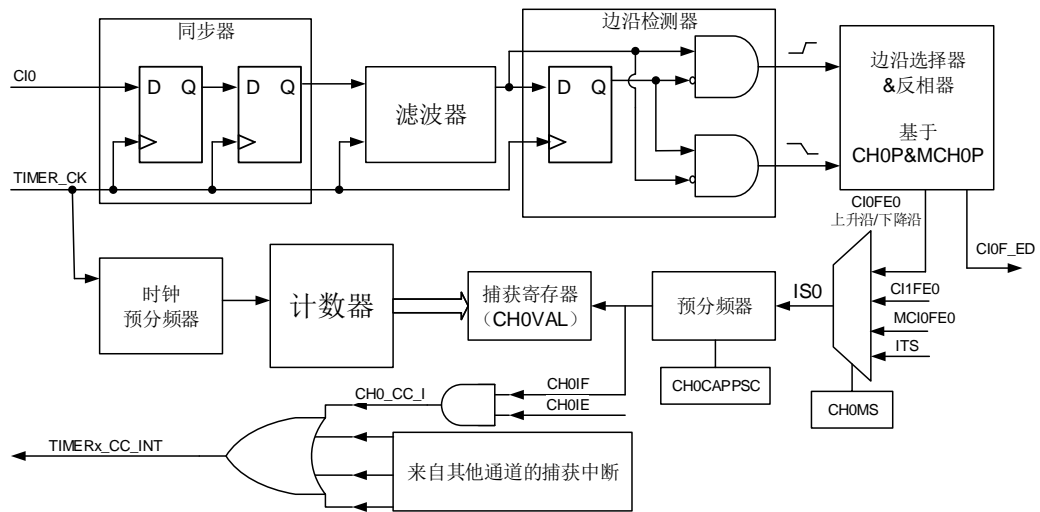 同步器
边沿检测器
CI0
D Q
D Q
滤波器
D Q
边沿选择器
&反相器
基于
CH0P&MCH0P
TIMER_CK
CI0FE0
上升沿/下降沿
CI0F_ED
时钟
预分频器
计数器
捕获寄存器
（CH0VAL）
预分频器
IS0
CI1FE0
MCI0FE0
ITS
CH0CAPPSC
CH0MS
CH0_CC_I
CH0IF
CH0IE
TIMERx_CC_INT
来自其他通道的捕获中断